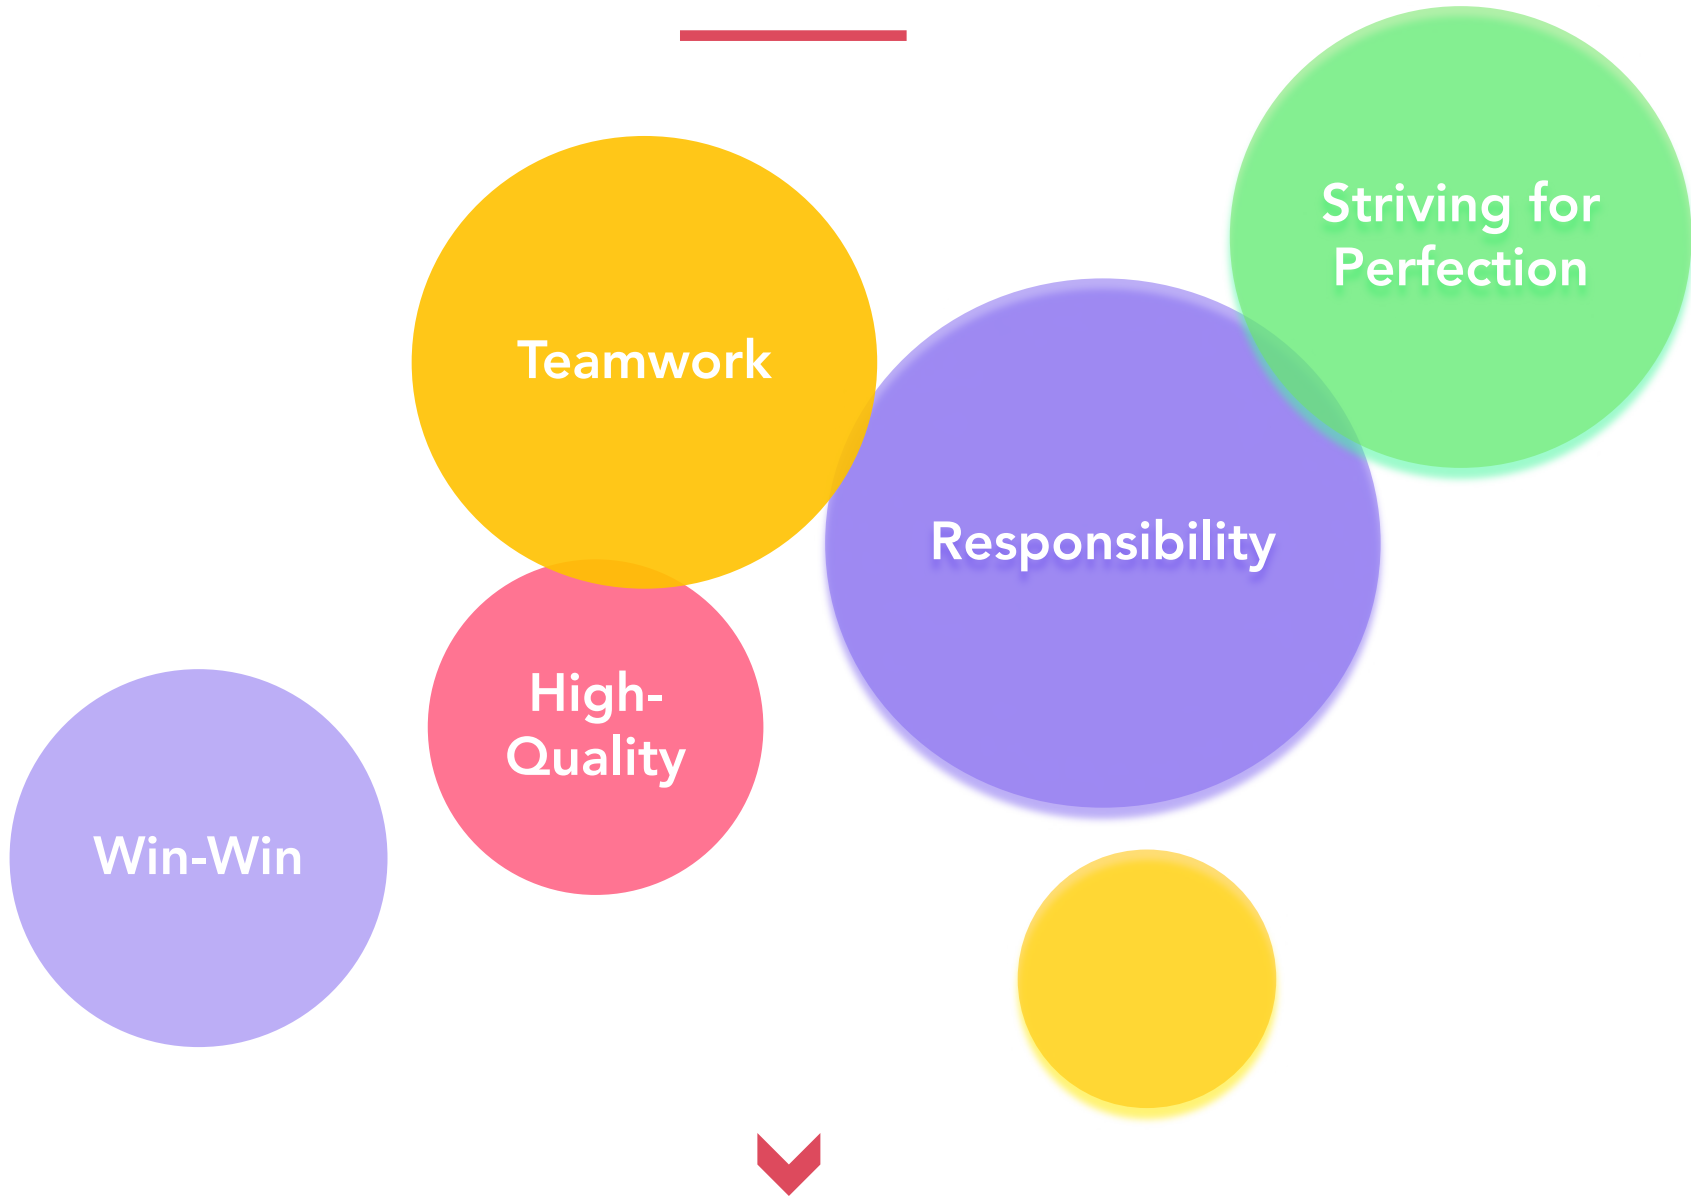 Striving for
Perfection
Teamwork
Responsibility
High-
Quality
Win-Win